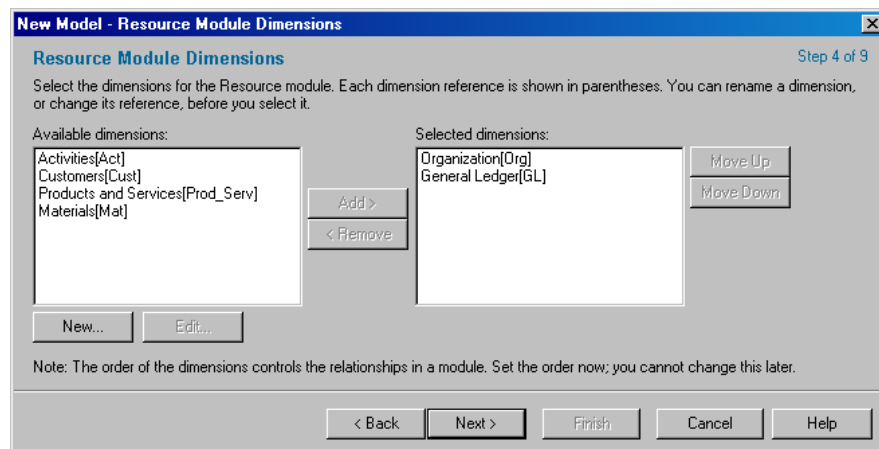 New Model - Resource Module Dimensions
Resource Module Dimensions
Step 4 of 9
Select the dimensions for the Resource module. Each dimension reference is shown in parentheses. You can rename a dimension,
or change its reference, before you select it.
Available dimensions:
Activities[Act]
Customers[Cust]
Products and Services[Prod_Serv]
Materials[Mat]
Add >
< Remove
Selected dimensions:
Organization[Org]
General Ledger[GL]
Move Up
Move Down
New...
Edit...
Note: The order of the dimensions controls the relationships in a module. Set the order now; you cannot change this later.
< Back
Next >
Finish
Cancel
Help